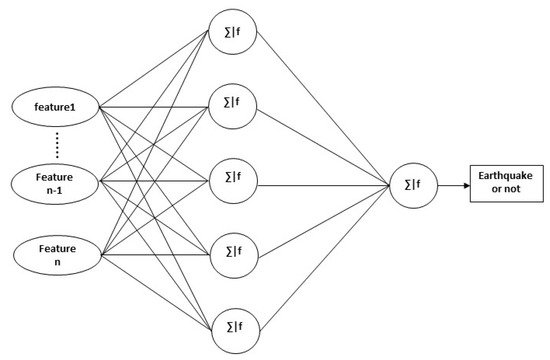 ∑|f
∑|f
feature1
∑|f
Feature
n-1
∑|f
Earthquake
or not
∑|f
Feature
n
∑|f